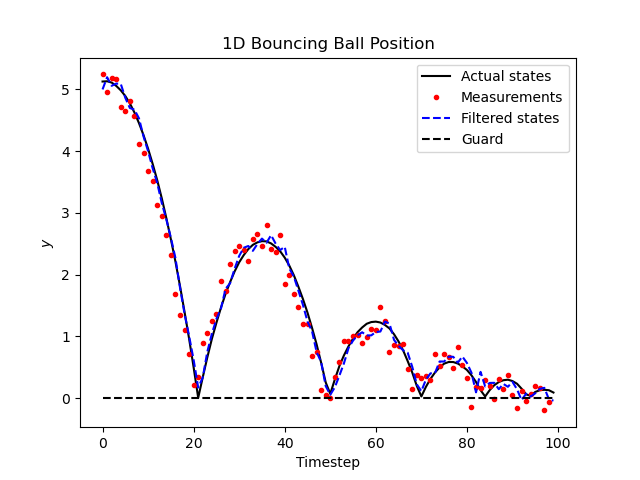 1D Bouncing Ball Position
Actual states
Measurements
Filtered states
Guard
5
4
3
2
1
0
y
0 20 40 60 80 100
Timestep